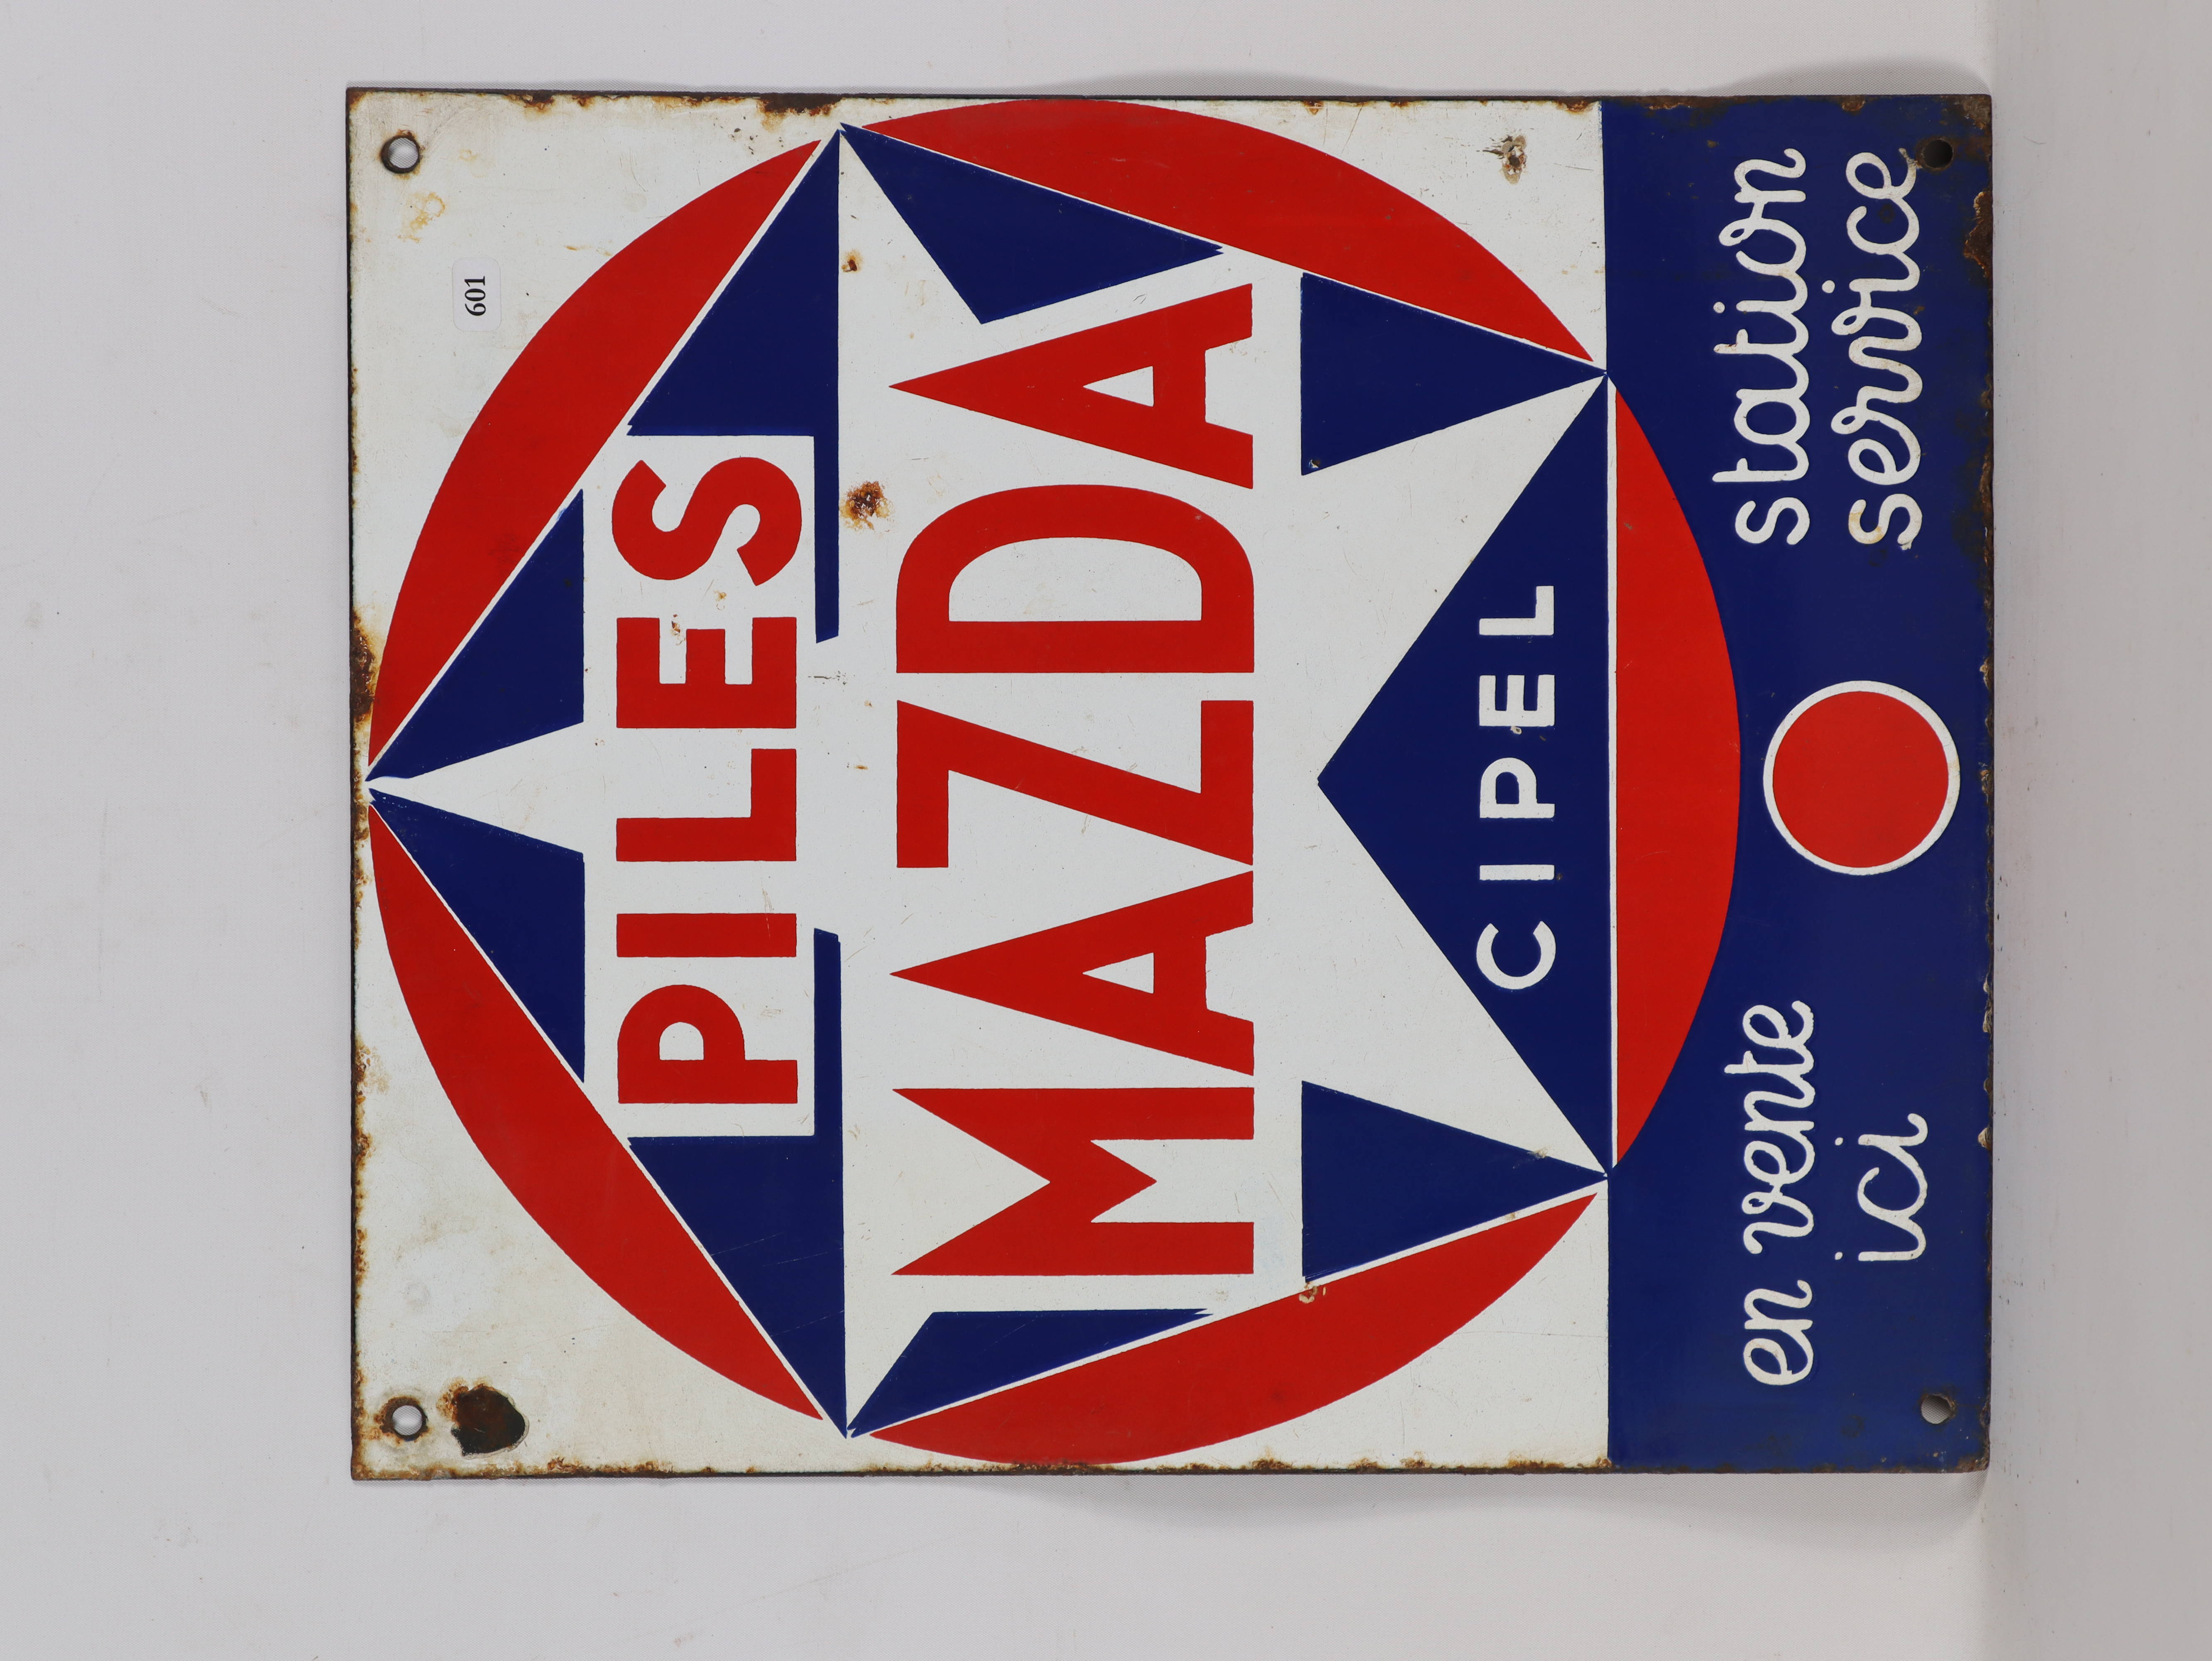 601
PILES
MAZDA
CIPEL
en vente
ici
station
service